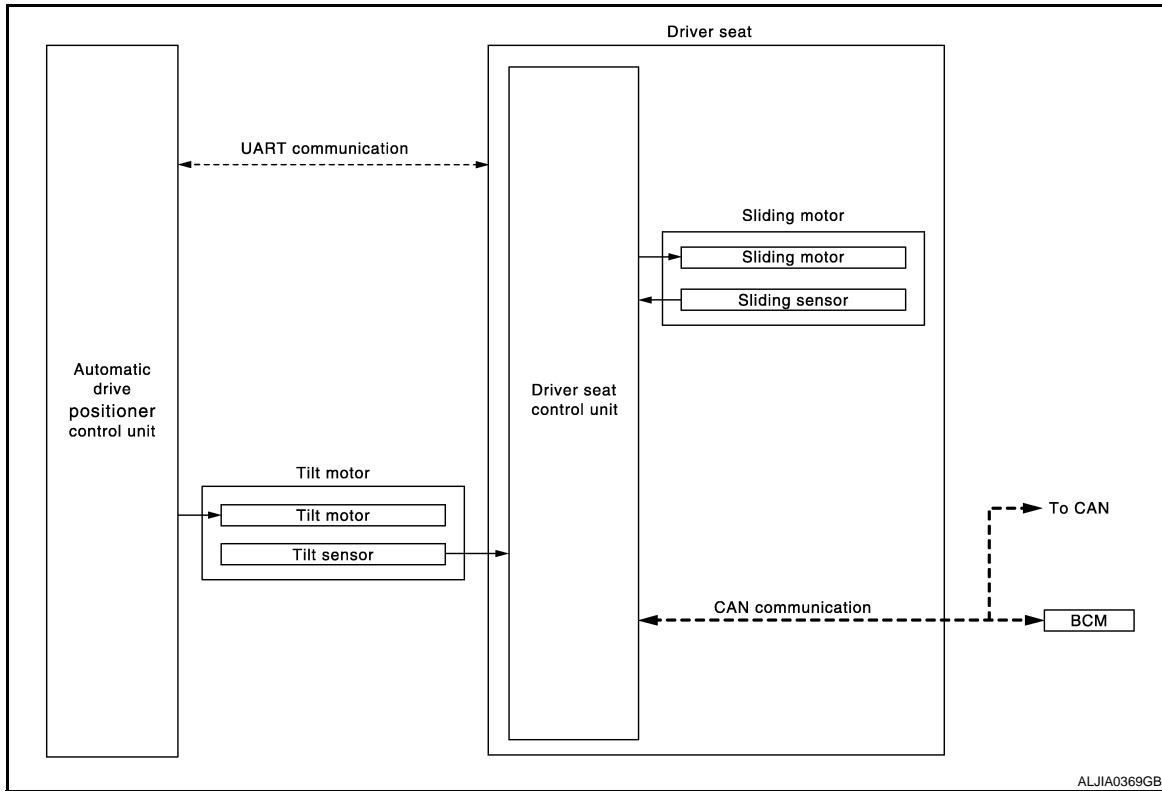 Driver seat
UART communication
Sliding motor
Sliding motor
Sliding sensor
Automatic
drive
positioner
control unit
Driver seat
control unit
Tilt motor
Tilt motor
Tilt sensor
To CAN
CAN communication
BCM
ALJIA0369GB